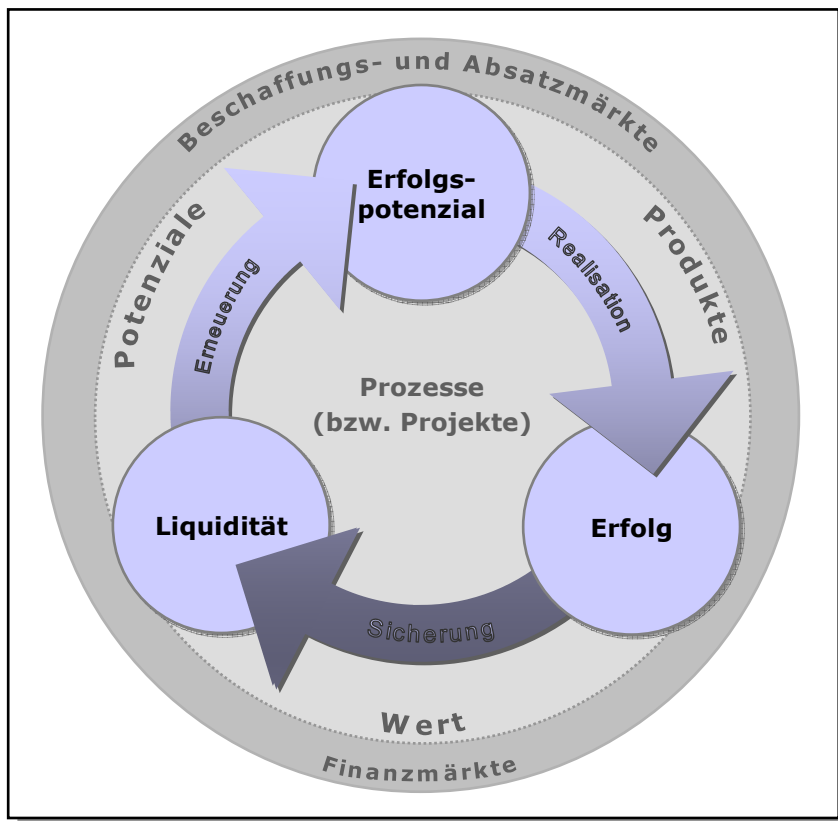 Beschaffungs- und Absatzmärkte
Erfolgs-
potenzial
Potenziale
Produkte
Erneuerung
Realisation
Prozesse
(bzw. Projekte)
Liquidität
Erfolg
Sicherung
Wert
Finanzmärkte